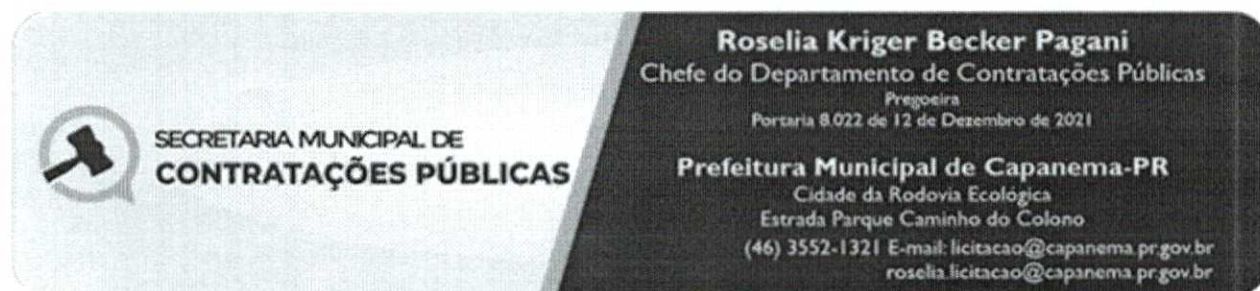 SECRETARIA MUNICIPAL DE
CONTRATAÇÕES PÚBLICAS
Roselia Kriger Becker Pagani
Chefe do Departamento de Contratações Públicas
Pregoeira
Portaria 8.022 de 12 de Dezembro de 2021
Prefeitura Municipal de Capanema-PR
Cidade da Rodovia Ecológica
Estrada Parque Caminho do Colono
(46) 3552-1321 E-mail: licitacao@capanema.pr.gov.br
roselia.licitacao@capanema.pr.gov.br